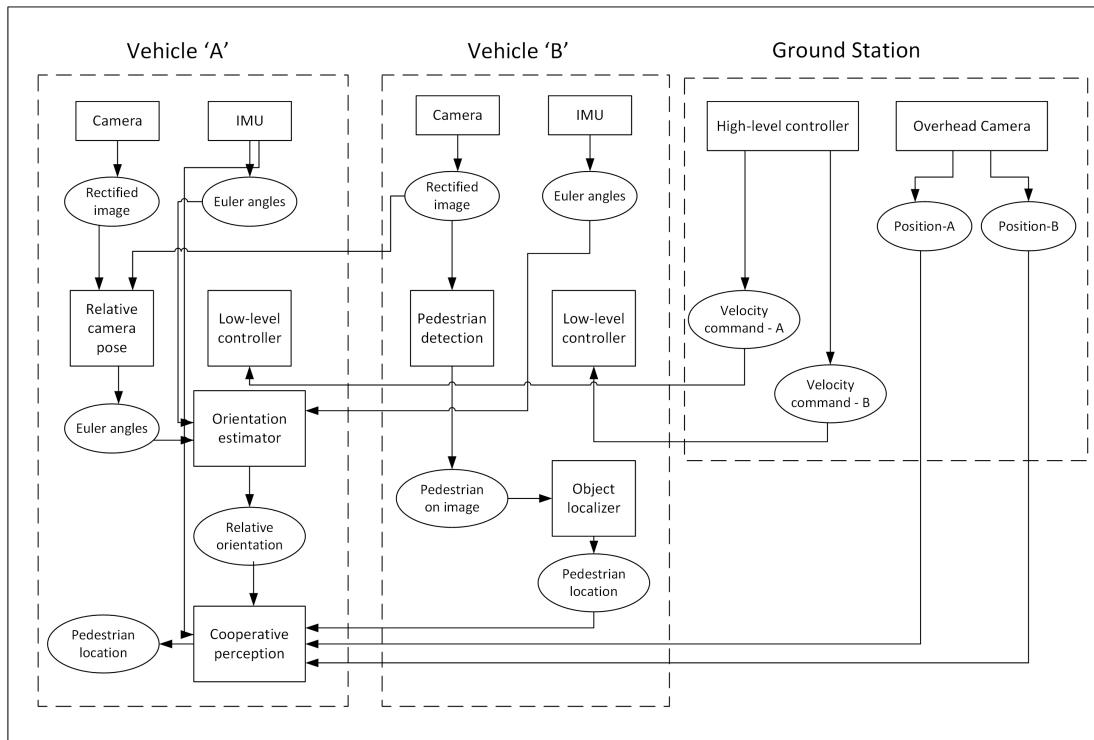 Vehicle ‘A’
Camera
IMU
Rectified
image
Euler angles
Relative
camera
pose
Low-level
controller
Euler angles
Orientation
estimator
Relative
orientation
Pedestrian
location
Cooperative
perception
Vehicle ‘B’
Camera
IMU
Rectified
image
Euler angles
Pedestrian
detection
Low-level
controller
Pedestrian
on image
Object
localizer
Pedestrian
location
Ground Station
High-level controller
Overhead Camera
Position-A
Position-B
Velocity
command - A
Velocity
command - B